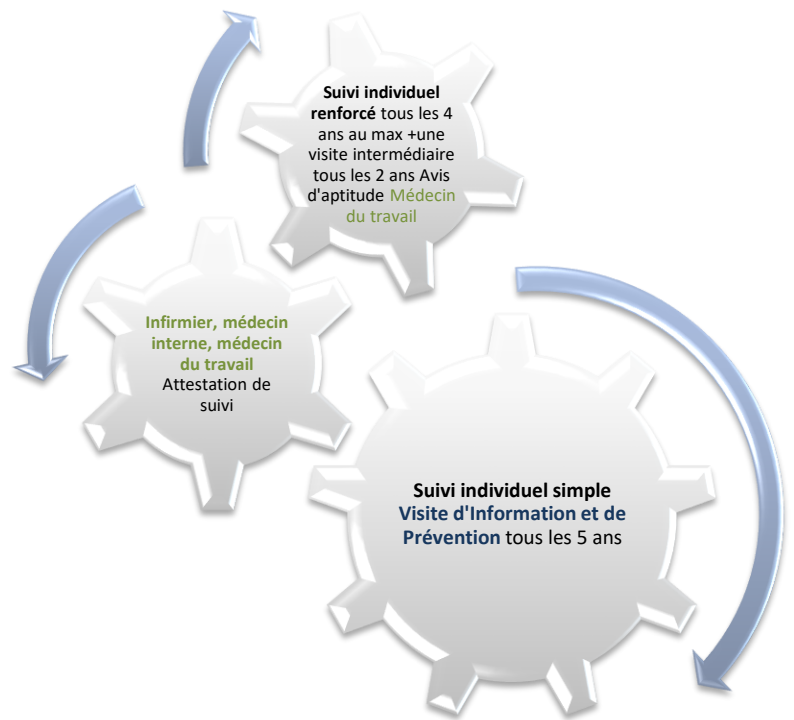 Suivi individuel
renforcé tous les 4
ans au max +une
visite intermédiaire
tous les 2 ans Avis
d'aptitude Médecin
du travail
Infirmier, médecin
interne, médecin
du travail
Attestation de
suivi
Suivi individuel simple
Visite d'Information et de
Prévention tous les 5 ans